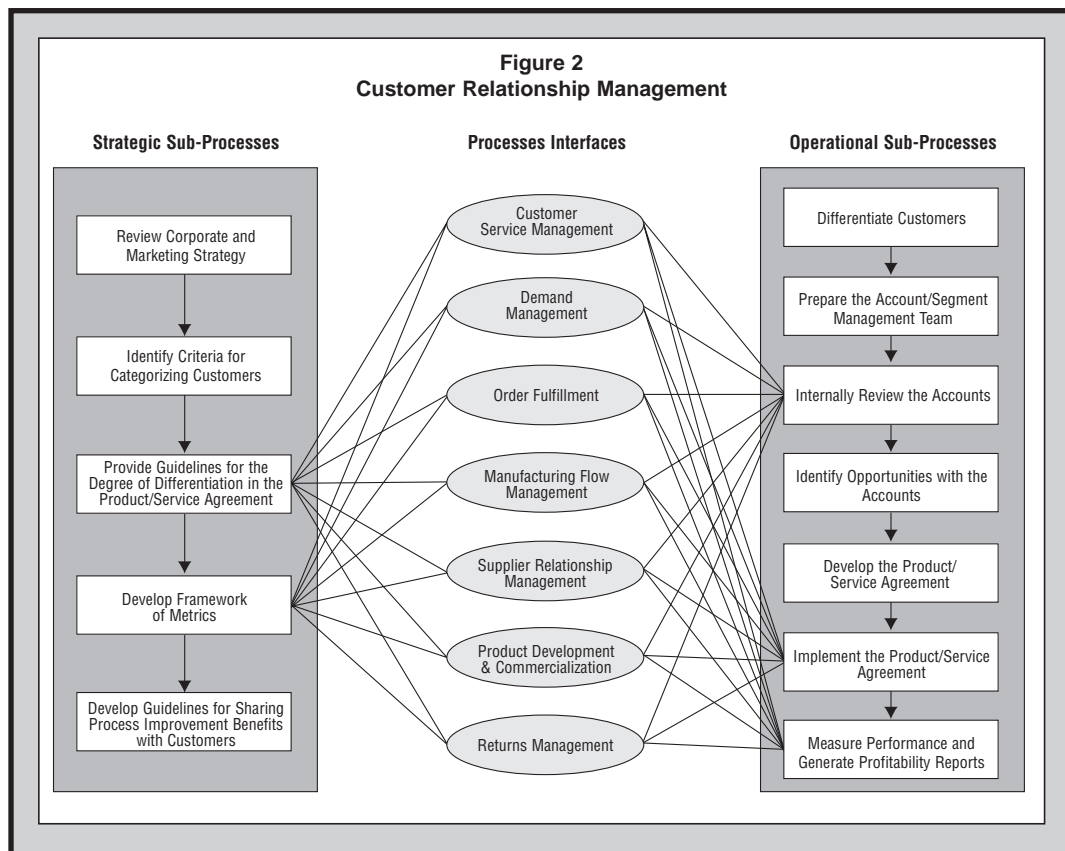 Figure 2
Customer Relationship Management
Strategic Sub-Processes
Review Corporate and
Marketing Strategy
Identify Criteria for
Categorizing Customers
Provide Guidelines for the
Degree of Differentiation in the
Product/Service Agreement
Develop Framework
of Metrics
Develop Guidelines for Sharing
Process Improvement Benefits
with Customers
Processes Interfaces
Customer
Service Management
Demand
Management
Order Fulfillment
Manufacturing Flow
Management
Supplier Relationship
Management
Product Development
& Commercialization
Returns Management
Operational Sub-Processes
Differentiate Customers
Prepare the Account/Segment
Management Team
Internally Review the Accounts
Identify Opportunities with the
Accounts
Develop the Product/
Service Agreement
Implement the Product/Service
Agreement
Measure Performance and
Generate Profitability Reports